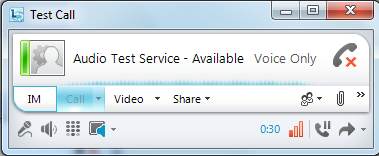 Test Call
Audio Test Service - Available Voice Only
IM Call Video Share
0:30